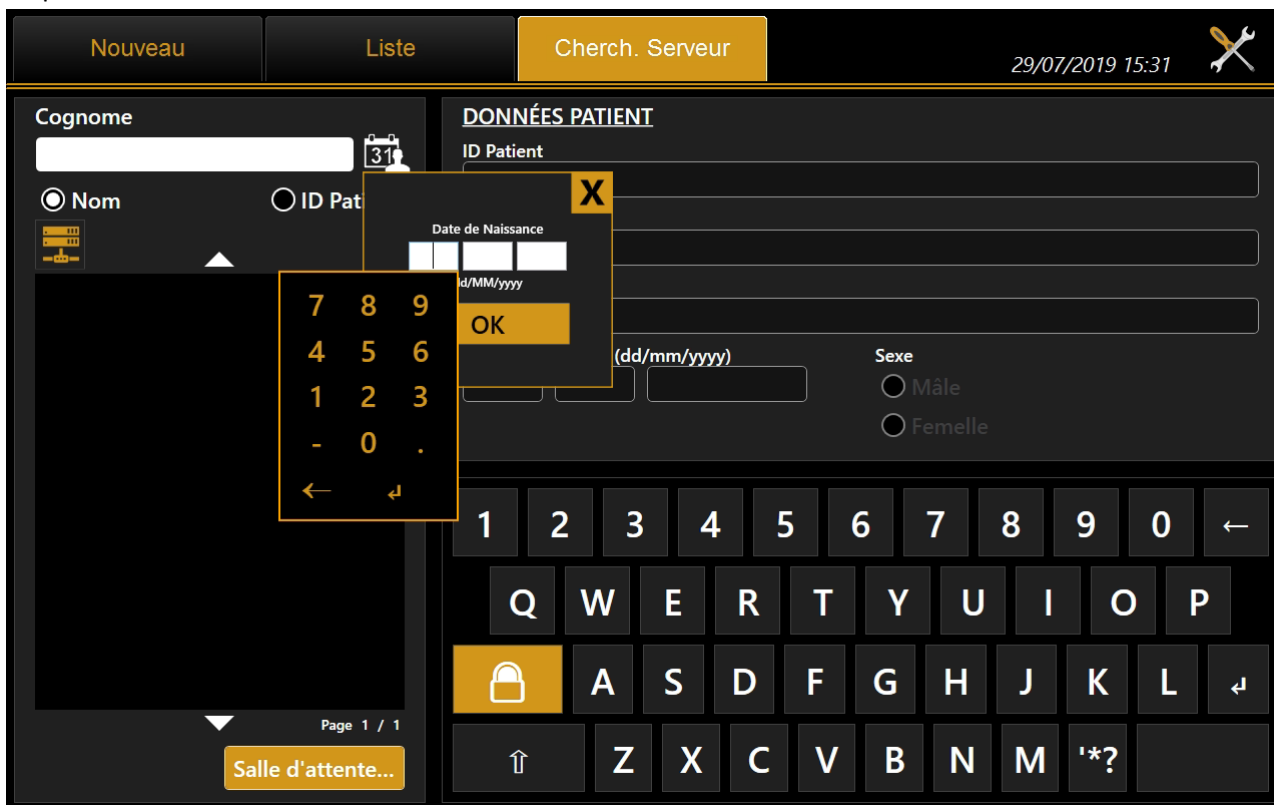 Nouveau
Liste
Cherch. Serveur
29/07/2019 15:31
Cognome
31
Nom
ID Pat
DONNÉES PATIENT
ID Patient
X
Date de Naissance
d/MM/yyyy
OK
(dd/mm/yyyy)
Sexe
Mâle
Femelle
7 8 9
4 5 6
1 2 3
- 0 .
← ↲
Page 1 / 1
Salle d'attente...
1 2 3 4 5 6 7 8 9 0 ←
Q W E R T Y U I O P
A S D F G H J K L ↲
⇧ Z X C V B N M '*?